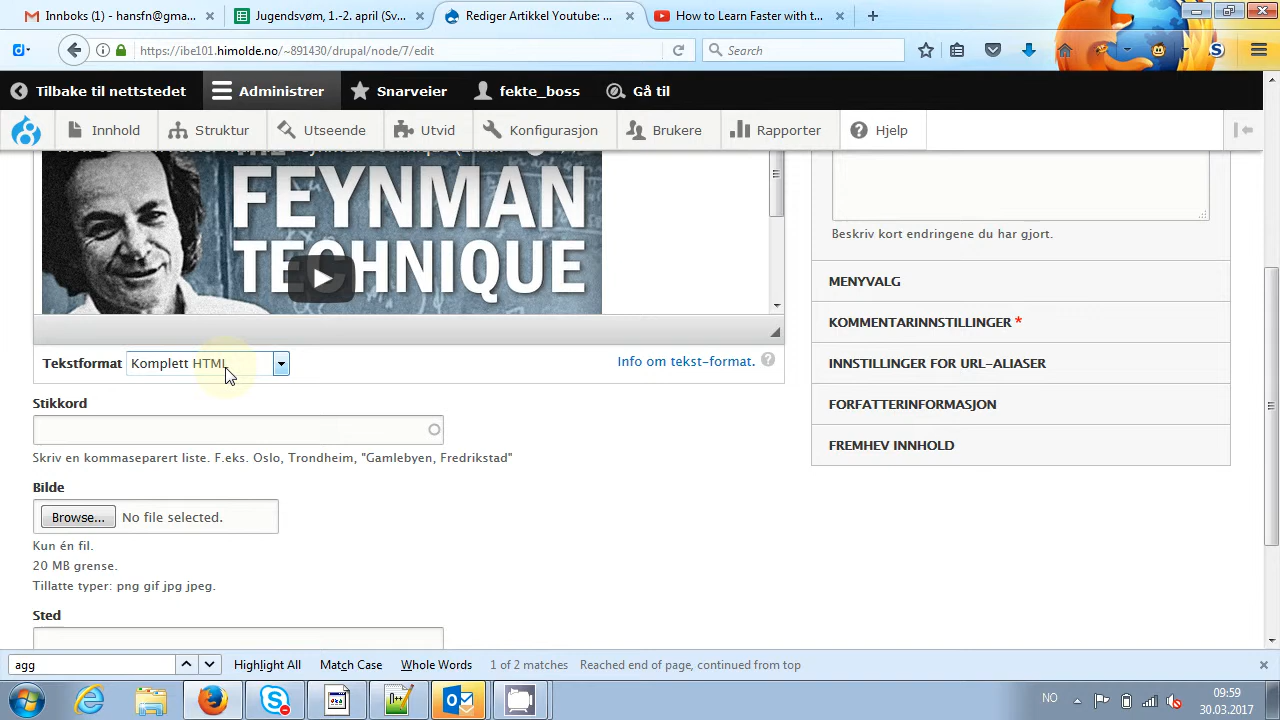 Innboks (1) - hansfn@gma...
Jugendsvøm, 1.-2. april (Sv...
Rediger Artikkel Youtube: ...
How to Learn Faster with t...
https://ibe101.himolde.no/~891430/drupal/node/7/edit
Search
Tilbake til nettstedet
Administrer
Snarveier
fekte_boss
Gå til
Innhold
Struktur
Utseende
Utvid
Konfigurasjon
Brukere
Rapporter
Hjelp
FEYNMAN
TECHNIQUE
Beskriv kort endringene du har gjort.
MENYVALG
KOMMENTARINNSTILLINGER *
INNSTILLINGER FOR URL-ALIASER
FORFATTERINFORMASJON
FREMHEV INNHOLD
Tekstformat Komplett HTML
Info om tekst-format. ?
Stikkord
Skriv en kommaseparert liste. F.eks. Oslo, Trondheim, "Gamlebyen, Fredrikstad"
Bilde
Browse... No file selected.
Kun én fil.
20 MB grense.
Tillatte typer: png gif jpg jpeg.
Sted
agg
Highlight All
Match Case
Whole Words
1 of 2 matches
Reached end of page, continued from top
NO
09:59
30.03.2017